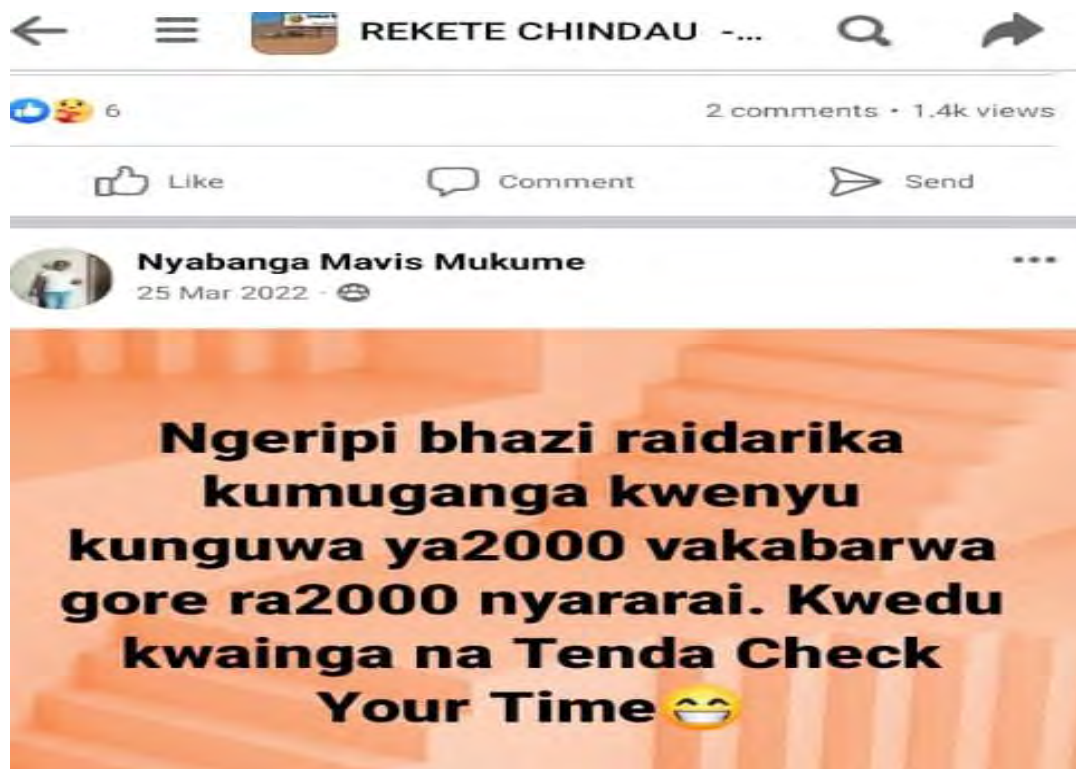 REKETE CHINDAU -...
6
2 comments • 1.4k views
Like Comment Send
Nyabanga Mavis Mukume
25 Mar 2022 ·
Ngeripi bhazi raidarika
kumuganga kwenyu
kunguwa ya2000 vakabarwa
gore ra2000 nyararai. Kwedu
kwainga na Tenda Check
Your Time😁